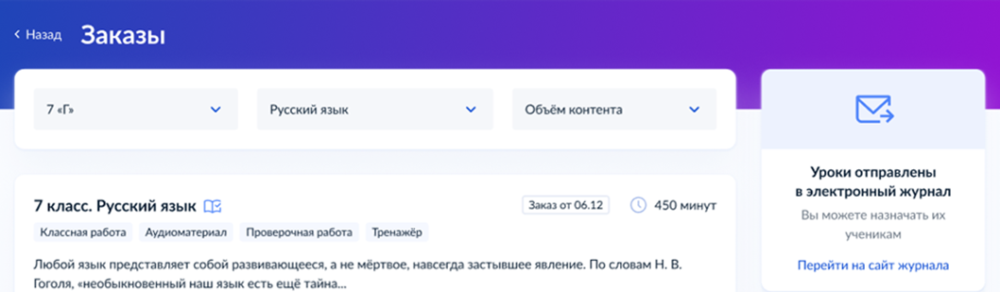 Назад
Заказы
7 «Г»
Русский язык
Объём контента
7 класс. Русский язык
Заказ от 06.12
450 минут
Классная работа
Аудиоматериал
Проверочная работа
Тренажёр
Любой язык представляет собой развивающееся, а не мёртвое, навсегда застывшее явление. По словам Н. В.
Гоголя, «необыкновенный наш язык есть ещё тайна...
Уроки отправлены
в электронный журнал
Вы можете назначать их
ученикам
Перейти на сайт журнала